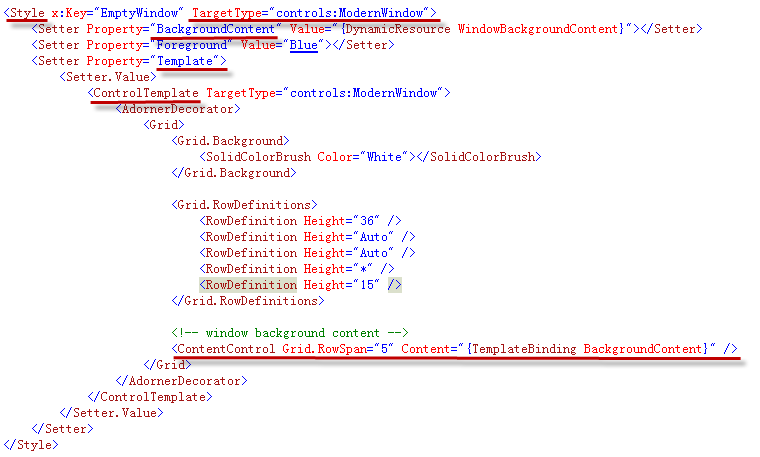 <Style x:Key="EmptyWindow" TargetType="controls:ModernWindow">
    <Setter Property="BackgroundContent" Value="{DynamicResource WindowBackgroundContent}"></Setter>
    <Setter Property="Foreground" Value="Blue"></Setter>
    <Setter Property="Template">
        <Setter.Value>
            <ControlTemplate TargetType="controls:ModernWindow">
                <AdornerDecorator>
                    <Grid>
                        <Grid.Background>
                            <SolidColorBrush Color="White"></SolidColorBrush>
                        </Grid.Background>

                        <Grid.RowDefinitions>
                            <RowDefinition Height="36" />
                            <RowDefinition Height="Auto" />
                            <RowDefinition Height="Auto" />
                            <RowDefinition Height="*" />
                            <RowDefinition Height="15" />
                        </Grid.RowDefinitions>

                        <!-- window background content -->
                        <ContentControl Grid.RowSpan="5" Content="{TemplateBinding BackgroundContent}" />
                    </Grid>
                </AdornerDecorator>
            </ControlTemplate>
        </Setter.Value>
    </Setter>
</Style>